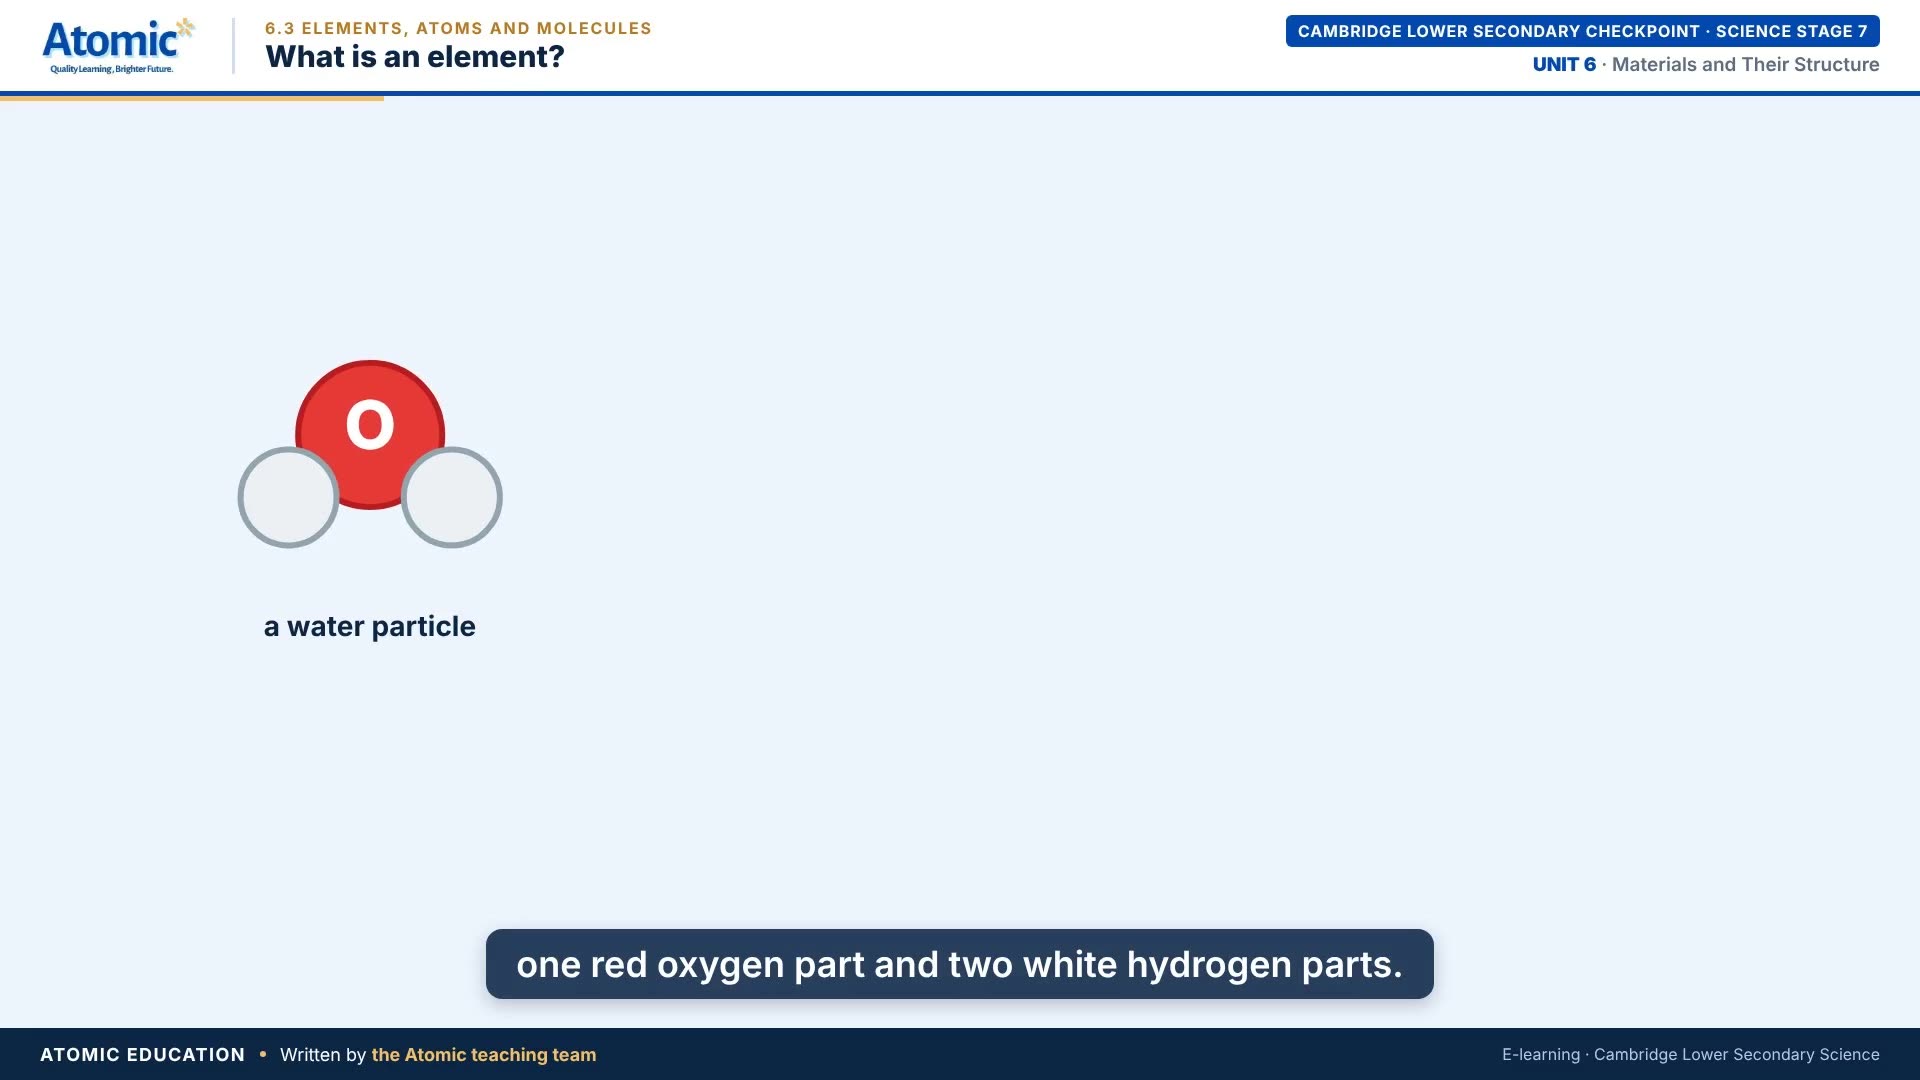 Atomic
Quality Learning, Brighter Future.
6.3 ELEMENTS, ATOMS AND MOLECULES
What is an element?
CAMBRIDGE LOWER SECONDARY CHECKPOINT · SCIENCE STAGE 7
UNIT 6 · Materials and Their Structure
O
a water particle
one red oxygen part and two white hydrogen parts.
ATOMIC EDUCATION • Written by the Atomic teaching team
E-learning · Cambridge Lower Secondary Science